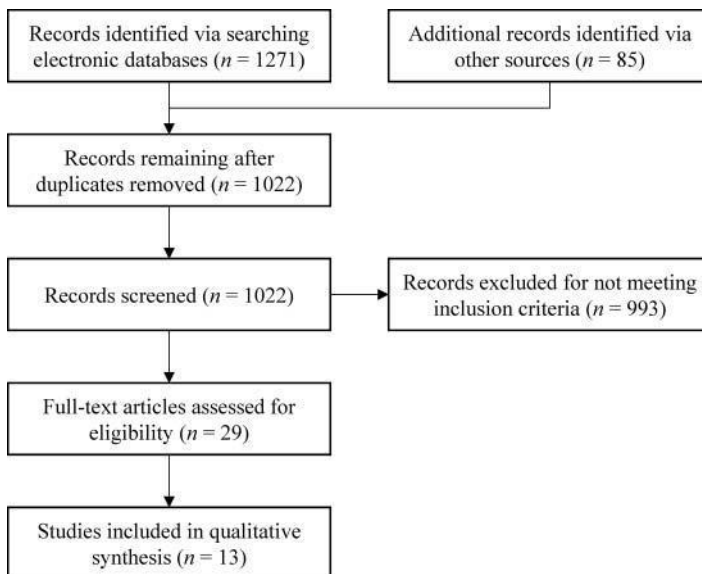 Records identified via searching
electronic databases (n = 1271)
Additional records identified via
other sources (n = 85)
Records remaining after
duplicates removed (n = 1022)
Records screened (n = 1022)
Records excluded for not meeting
inclusion criteria (n = 993)
Full-text articles assessed for
eligibility (n = 29)
Studies included in qualitative
synthesis (n = 13)